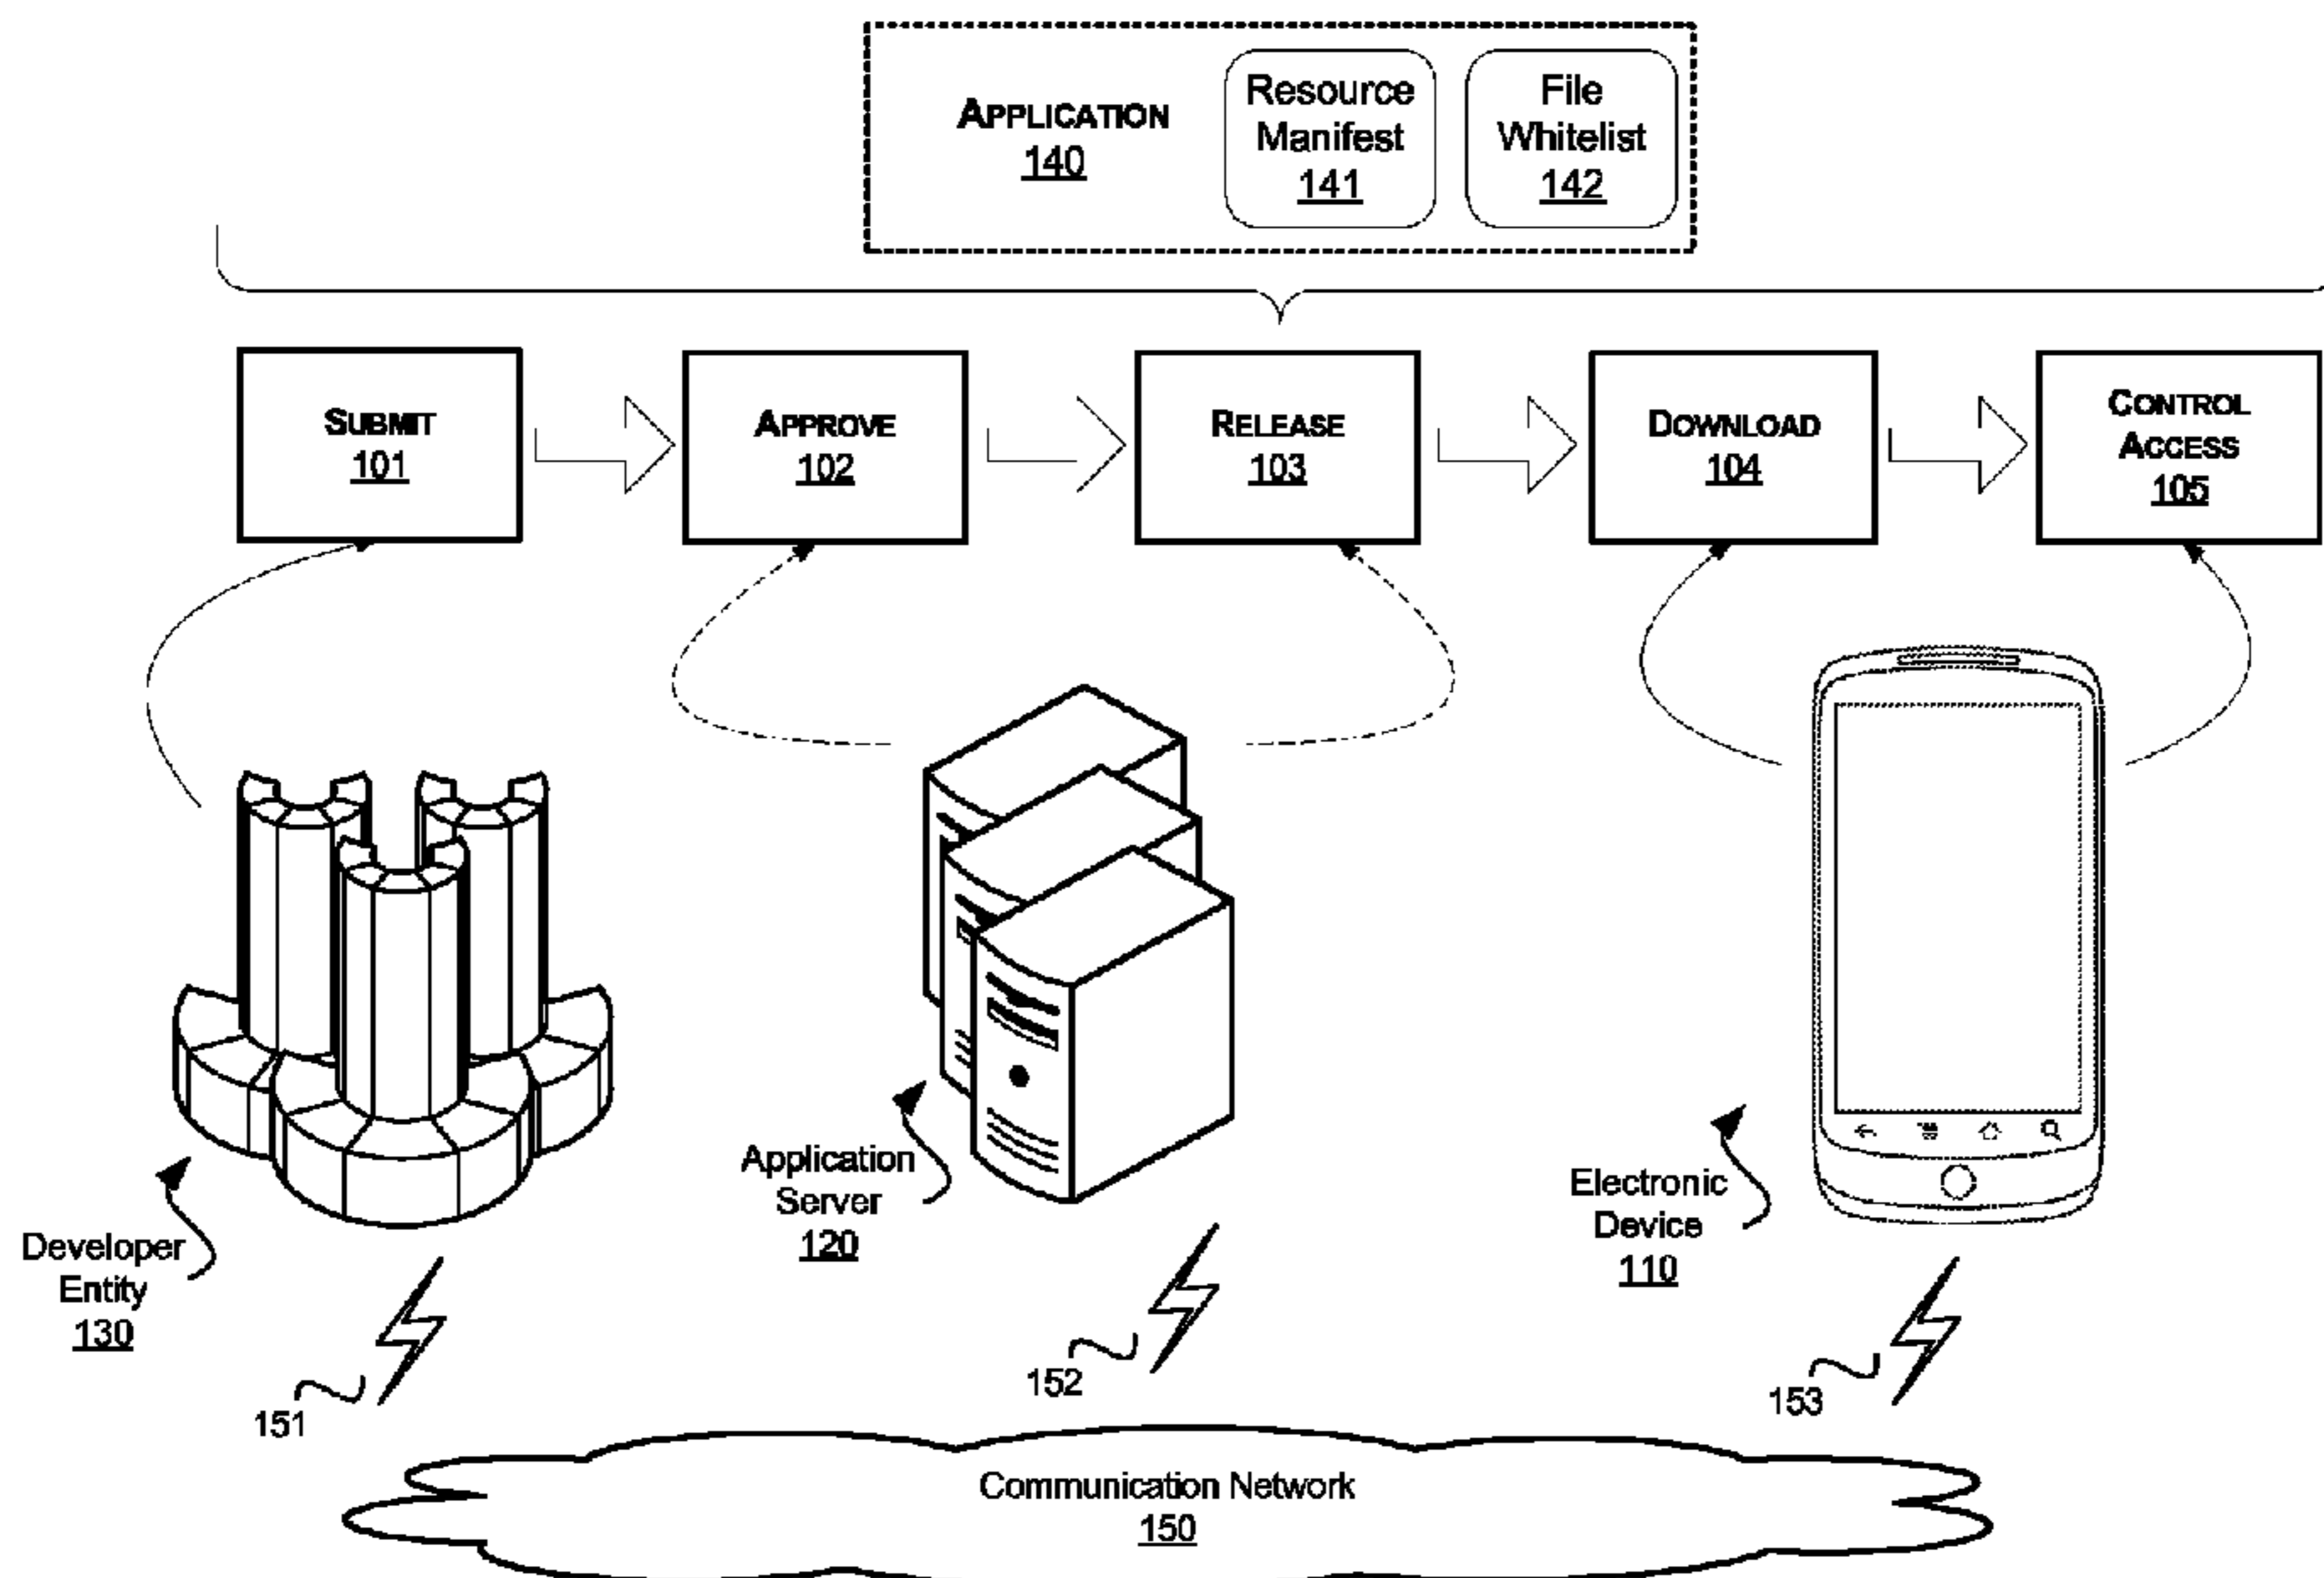 APPLICATION
140
Resource
Manifest
141
File
Whitelist
142
SUBMIT
101
APPROVE
102
RELEASE
103
DOWNLOAD
104
CONTROL
ACCESS
105
Developer
Entity
130
Application
Server
120
Electronic
Device
110
151
152
153
Communication Network
150